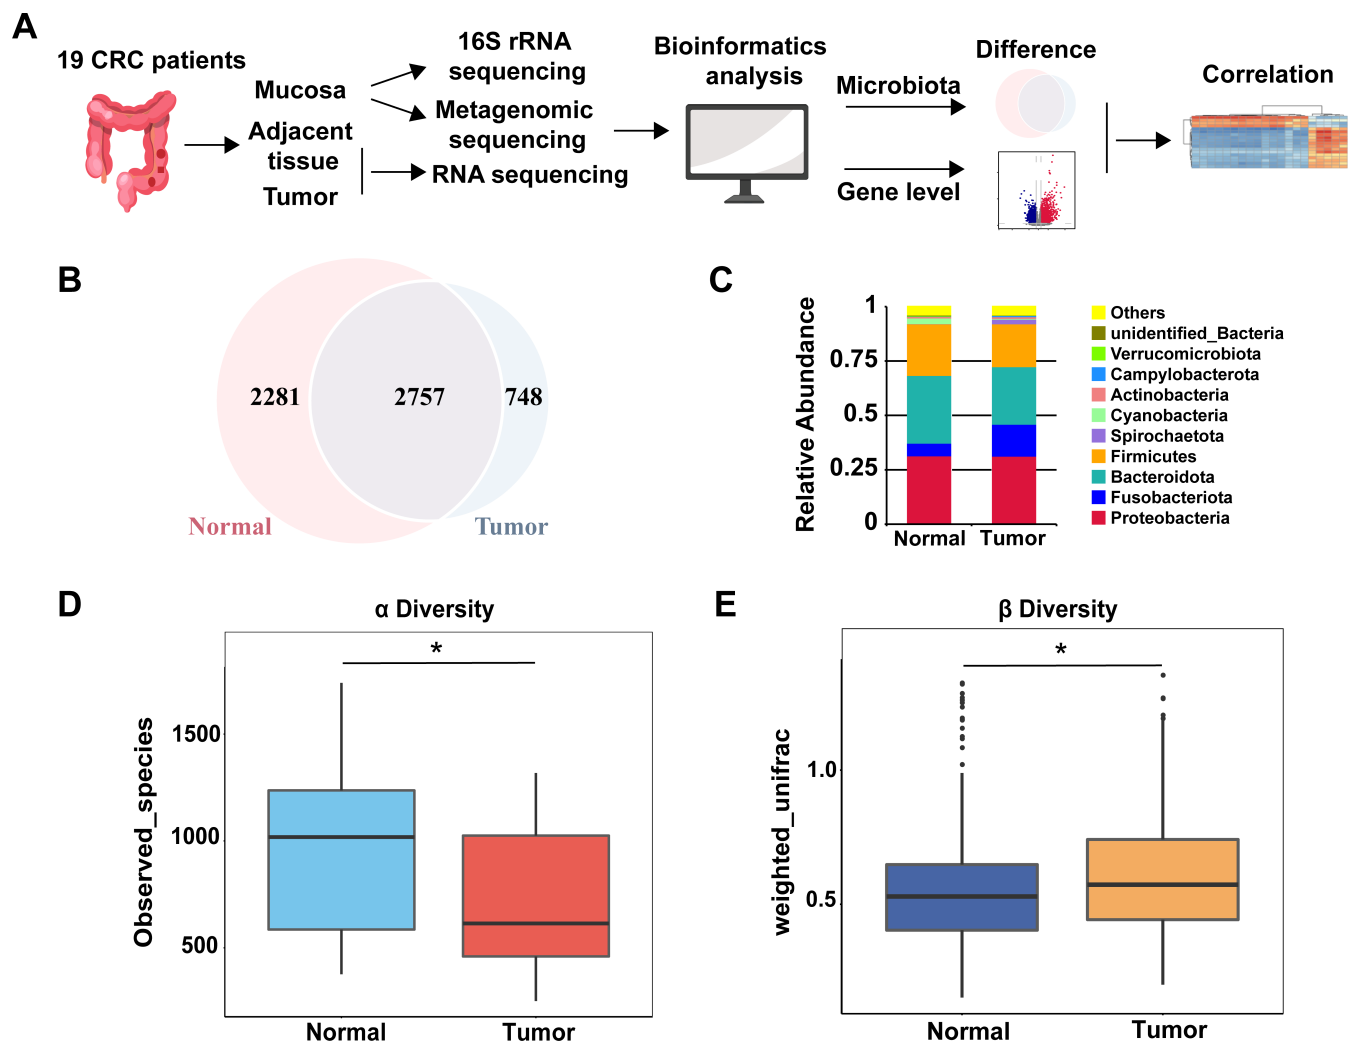 A
19 CRC patients
Mucosa
Adjacent
tissue
Tumor
16S rRNA
sequencing
Metagenomic
sequencing
RNA sequencing
Bioinformatics
analysis
Microbiota
Gene level
Difference
Correlation
B
2281
2757
748
Normal
Tumor
C
Relative Abundance
1
0.75
0.5
0.25
0
Normal
Tumor
Others
unidentified_Bacteria
Verrucomicrobiota
Campylobacterota
Actinobacteria
Cyanobacteria
Spirochaetota
Firmicutes
Bacteroidota
Fusobacteriota
Proteobacteria
D
α Diversity
*
Observed_species
1500
1000
500
Normal
Tumor
E
β Diversity
*
weighted_unifrac
1.0
0.5
Normal
Tumor